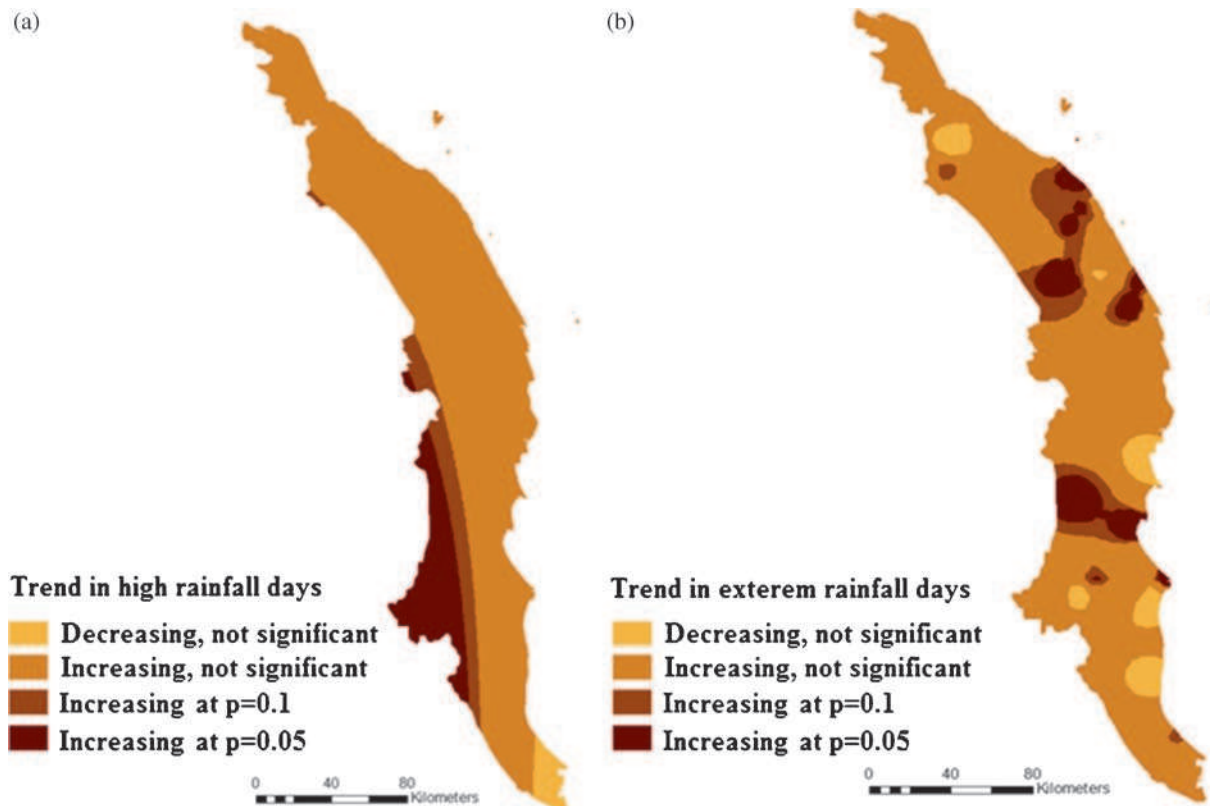 (a)
Trend in high rainfall days
Decreasing, not significant
Increasing, not significant
Increasing at p=0.1
Increasing at p=0.05
0 40 80
Kilometers
(b)
Trend in exterem rainfall days
Decreasing, not significant
Increasing, not significant
Increasing at p=0.1
Increasing at p=0.05
0 20 40 80
Kilometers